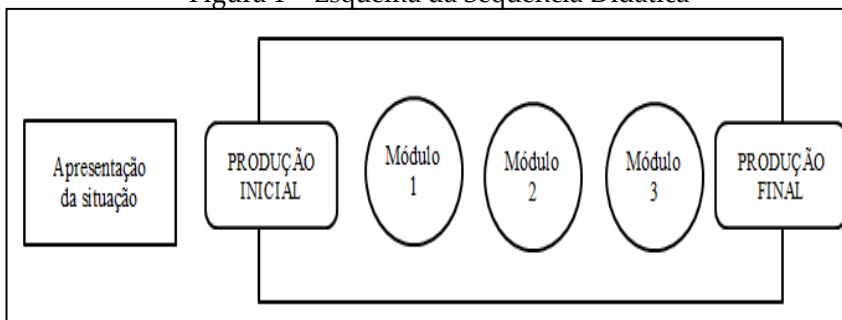 Figura 1 – Esquema da Sequência Didática
Apresentação
da situação
PRODUÇÃO
INICIAL
Módulo
1
Módulo
2
Módulo
3
PRODUÇÃO
FINAL